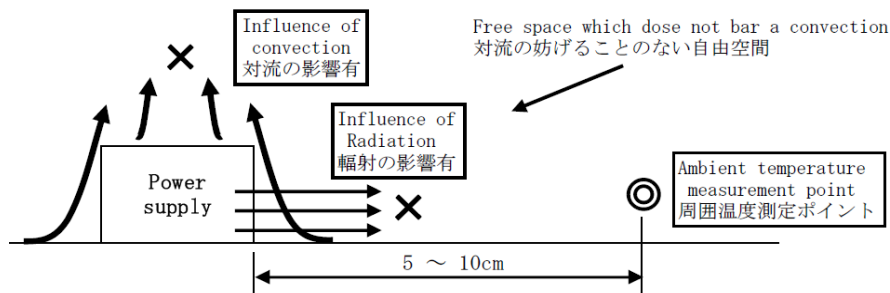 Influence of
convection
対流の影響有
Free space which dose not bar a convection
対流の妨げることのない自由空間
Influence of
Radiation
輻射の影響有
Power
supply
Ambient temperature
measurement point
周囲温度測定ポイント
5 ～ 10cm